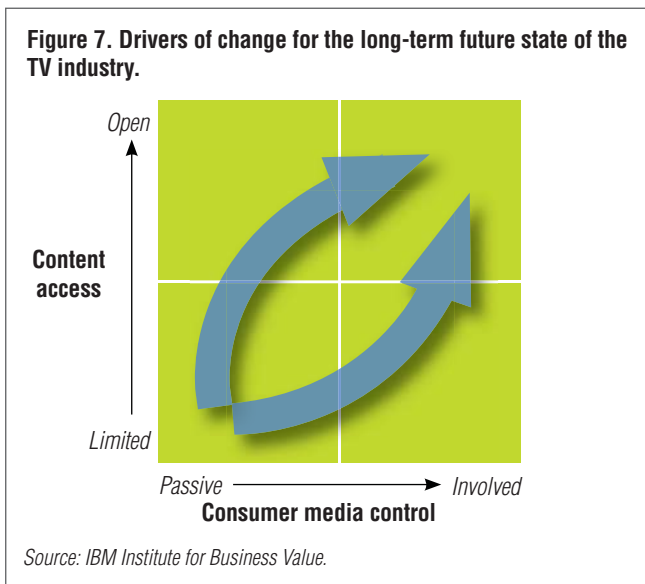 Figure 7. Drivers of change for the long-term future state of the
TV industry.
Open
Content
access
Limited
Passive
Involved
Consumer media control
Source: IBM Institute for Business Value.